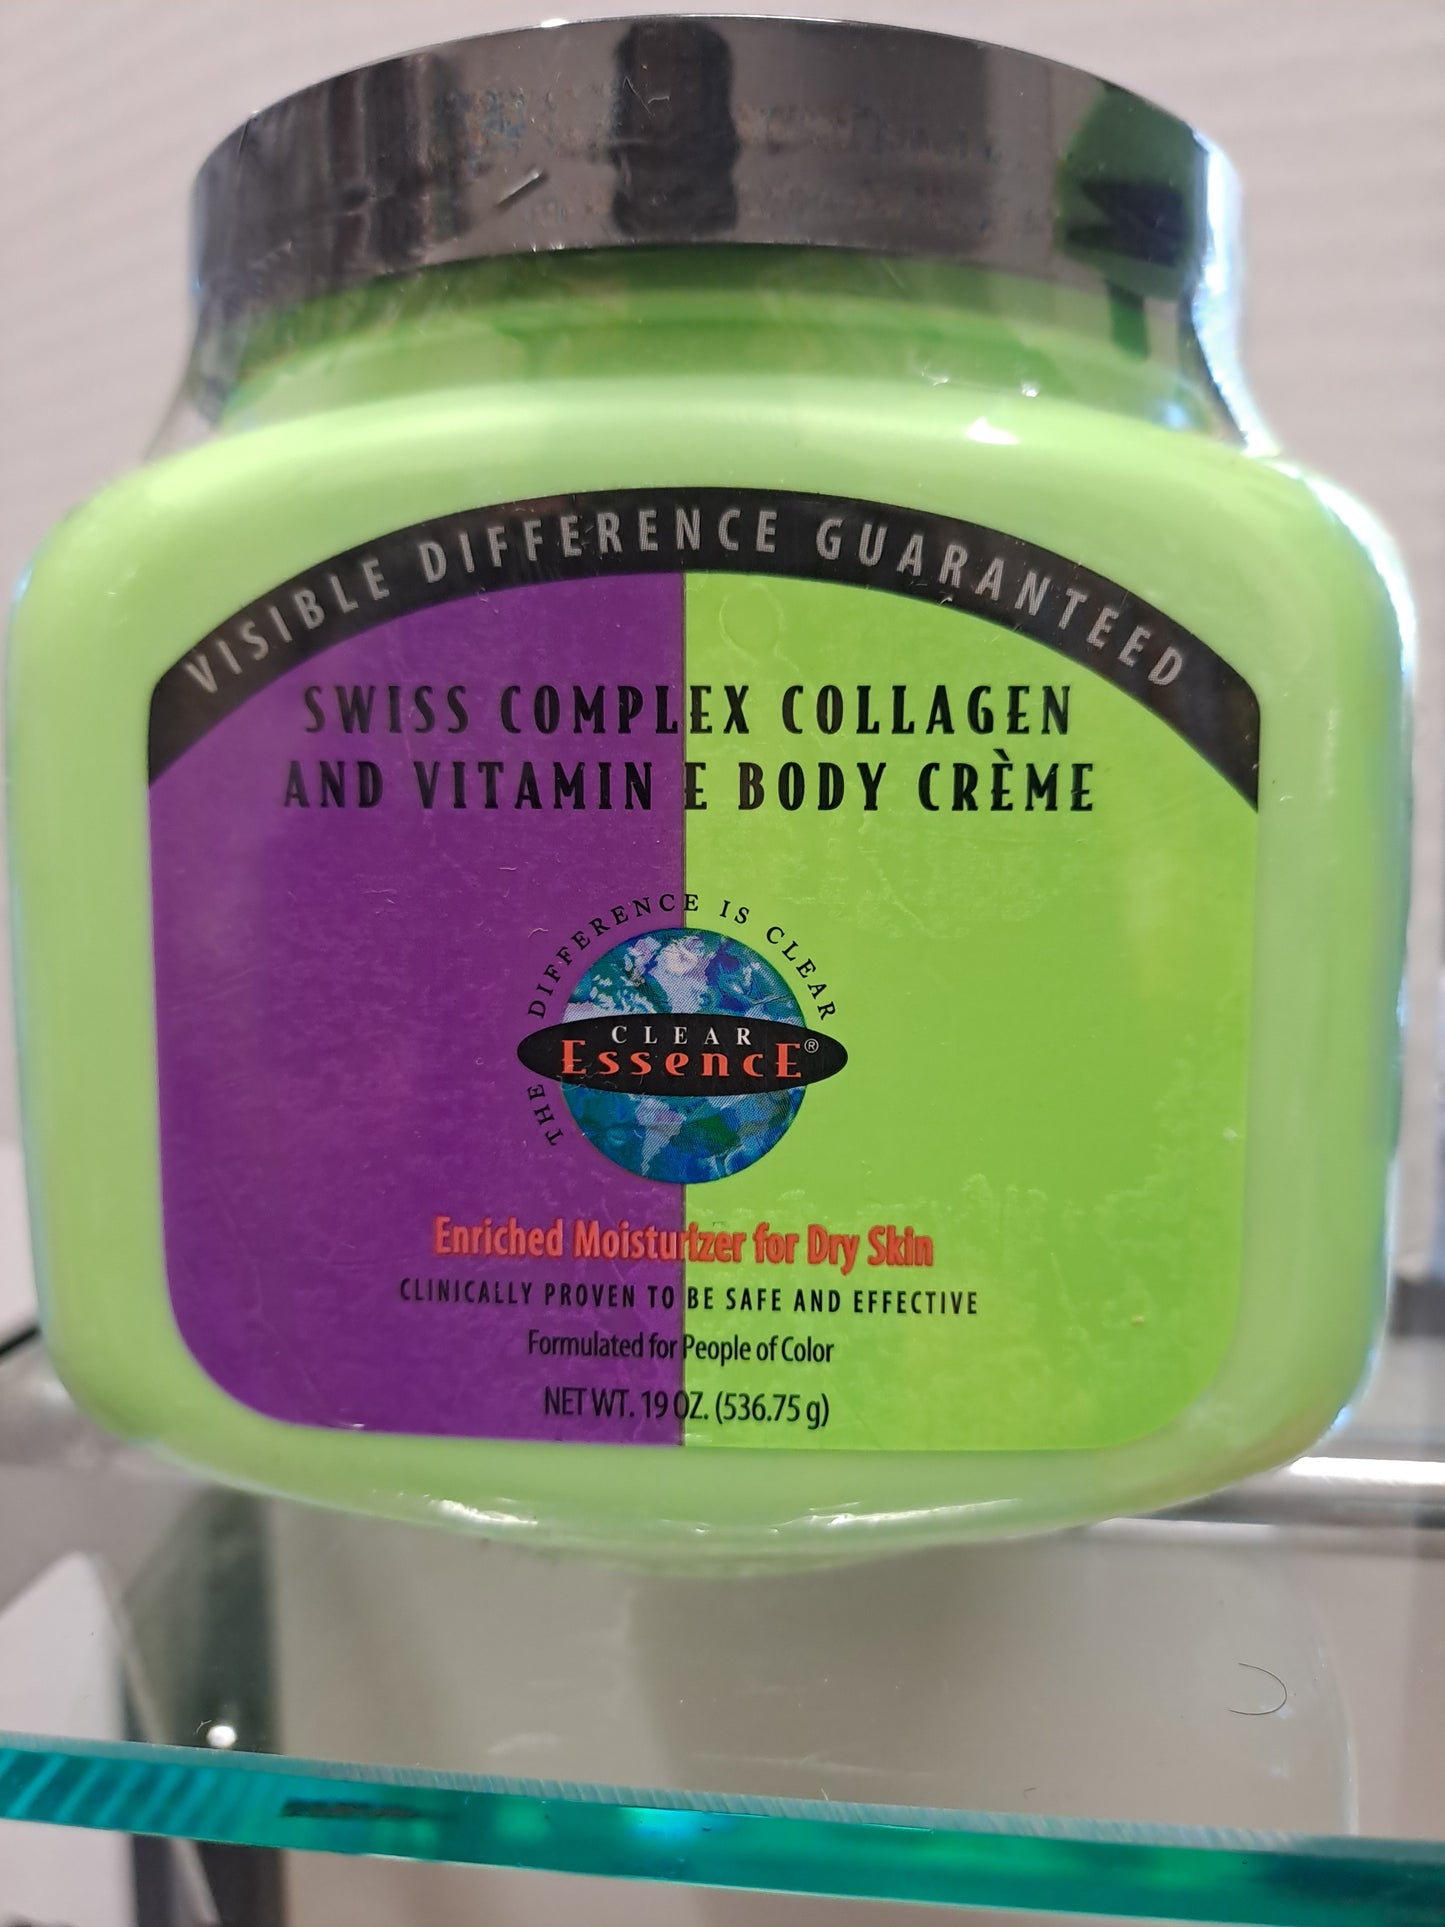 VISIBLE DIFFERENCE GUARANTEED
SWISS COMPLEX COLLAGEN
AND VITAMIN E BODY CRÈME
THE DIFFERENCE IS CLEAR
CLEAR
EssencE®
Enriched Moisturizer for Dry Skin
CLINICALLY PROVEN TO BE SAFE AND EFFECTIVE
Formulated for People of Color
NET WT. 19 OZ. (536.75 g)